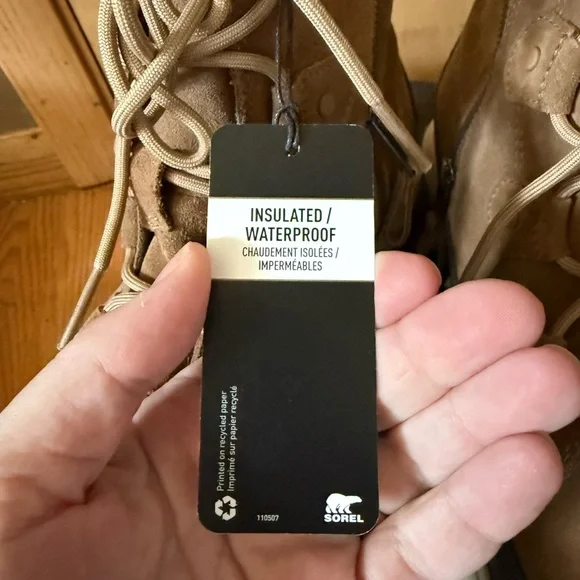 INSULATED /
WATERPROOF
CHAUDEMENT ISOLÉES /
IMPERMÉABLES
Printed on recycled paper
Imprimé sur papier recyclé
110507
SOREL